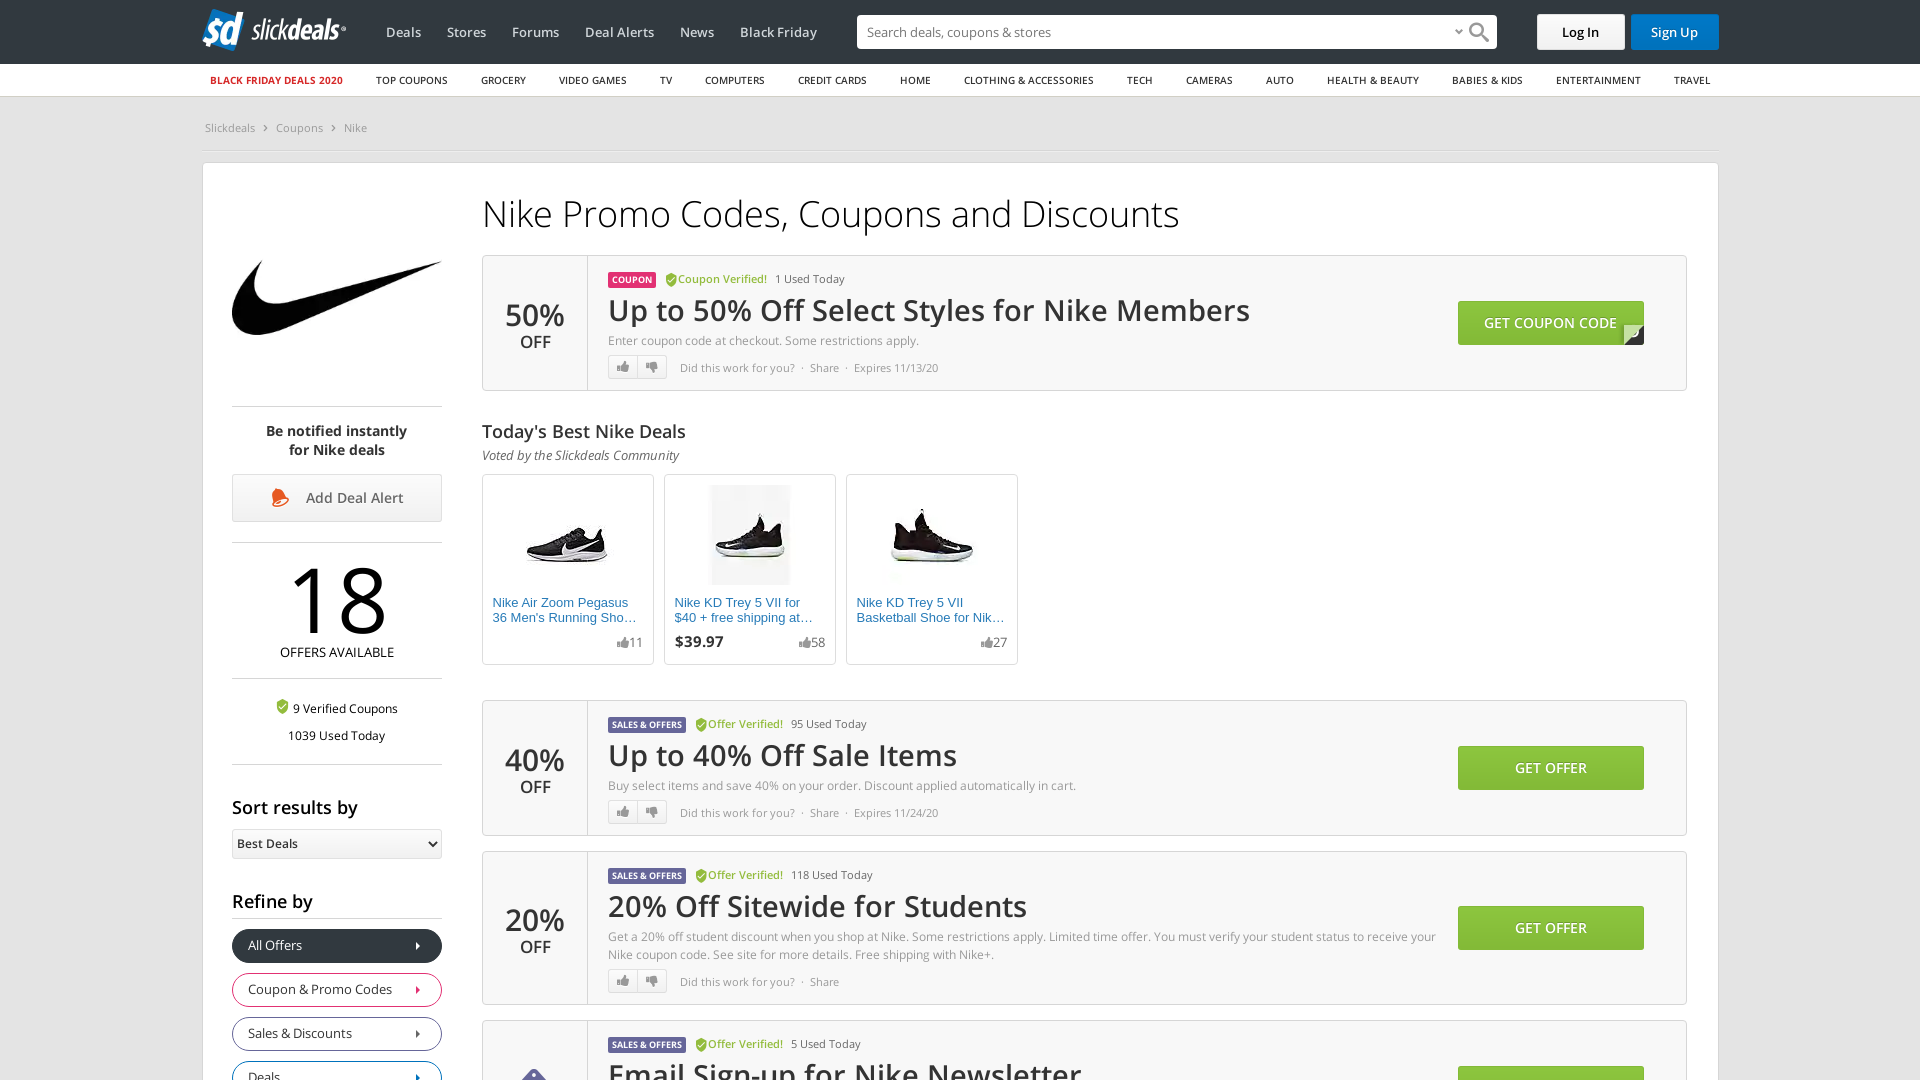 sd slickdeals
Deals Stores Forums Deal Alerts News Black Friday
Search deals, coupons & stores
Log In Sign Up
BLACK FRIDAY DEALS 2020 TOP COUPONS GROCERY VIDEO GAMES TV COMPUTERS CREDIT CARDS HOME CLOTHING & ACCESSORIES TECH CAMERAS AUTO HEALTH & BEAUTY BABIES & KIDS ENTERTAINMENT TRAVEL
Slickdeals Coupons Nike
Nike Promo Codes, Coupons and Discounts
Be notified instantly
for Nike deals
Add Deal Alert
18
OFFERS AVAILABLE
9 Verified Coupons
1039 Used Today
Sort results by
Best Deals
Refine by
All Offers
Coupon & Promo Codes
Sales & Discounts
Deals
50%
OFF
COUPON Coupon Verified! 1 Used Today
Up to 50% Off Select Styles for Nike Members
Enter coupon code at checkout. Some restrictions apply.
Did this work for you? · Share · Expires 11/13/20
GET COUPON CODE
Today's Best Nike Deals
Voted by the Slickdeals Community
Nike Air Zoom Pegasus
36 Men's Running Sho...
11
Nike KD Trey 5 VII for
$40 + free shipping at...
$39.97 58
Nike KD Trey 5 VII
Basketball Shoe for Nik...
27
40%
OFF
SALES & OFFERS Offer Verified! 95 Used Today
Up to 40% Off Sale Items
Buy select items and save 40% on your order. Discount applied automatically in cart.
Did this work for you? · Share · Expires 11/24/20
GET OFFER
20%
OFF
SALES & OFFERS Offer Verified! 118 Used Today
20% Off Sitewide for Students
Get a 20% off student discount when you shop at Nike. Some restrictions apply. Limited time offer. You must verify your student status to receive your
Nike coupon code. See site for more details. Free shipping with Nike+.
Did this work for you? · Share
GET OFFER
SALES & OFFERS Offer Verified! 5 Used Today
Email Sign-up for Nike Newsletter